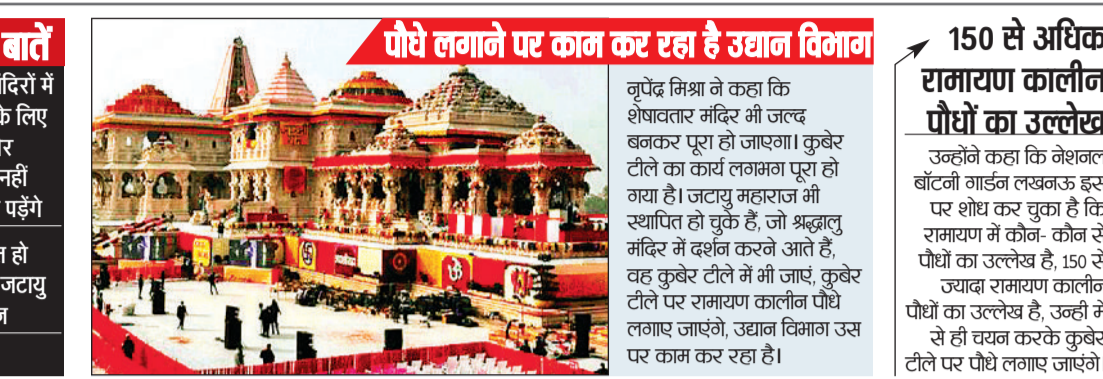 बातें
दिरों में
के लिए
र
नहीं
पड़ेंगे
हो
जटायु
पौधे लगाने पर काम कर रहा है उद्यान विभाग
नृपेंद्र मिश्रा ने कहा कि
शेषावतार मंदिर भी जल्द
बनकर पूरा हो जाएगा। कुबेर
टीले का कार्य लगभग पूरा हो
गया है। जटायु महाराज भी
स्थापित हो चुके हैं, जो श्रद्धालु
मंदिर में दर्शन करने आते हैं,
वह कुबेर टीले में भी जाएं, कुबेर
टीले पर रामायण कालीन पौधे
लगाए जाएंगे, उद्यान विभाग उस
पर काम कर रहा है।
150 से अधिक
रामायण कालीन
पौधों का उल्लेख
उन्होंने कहा कि नेशनल
बॉटनी गार्डन लखनऊ इस
पर शोध कर चुका है कि
रामायण में कौन- कौन से
पौधों का उल्लेख है, 150 से
ज्यादा रामायण कालीन
पौधों का उल्लेख है, उन्ही में
से ही चयन करके कुबेर
टीले पर पौधे लगाए जाएंगे